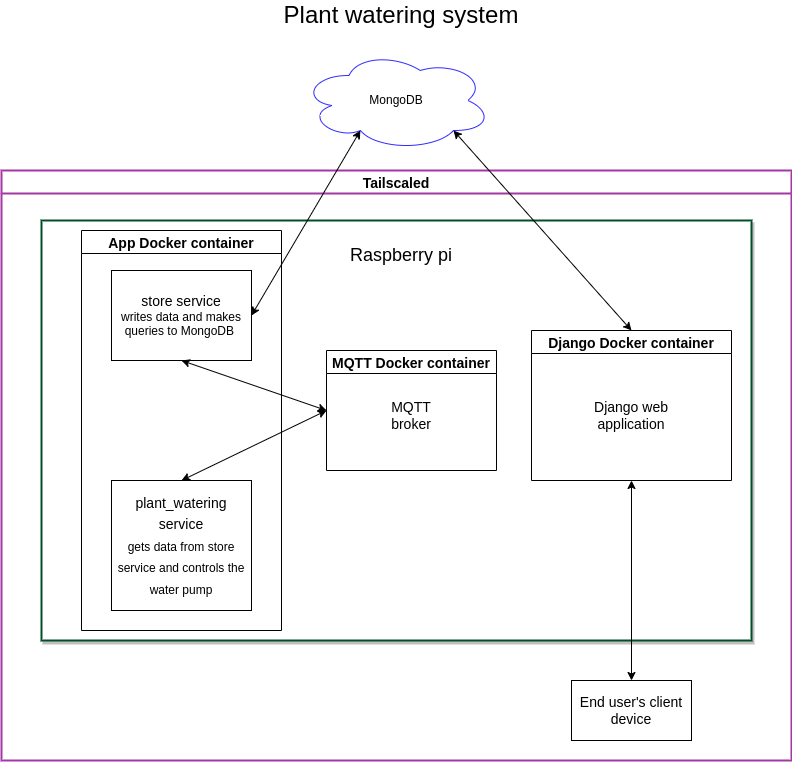 Plant watering system
MongoDB
Tailscaled
App Docker container
Raspberry pi
store service
writes data and makes
queries to MongoDB
MQTT Docker container
MQTT
broker
Django Docker container
Django web
application
plant_watering
service
gets data from store
service and controls the
water pump
End user's client
device